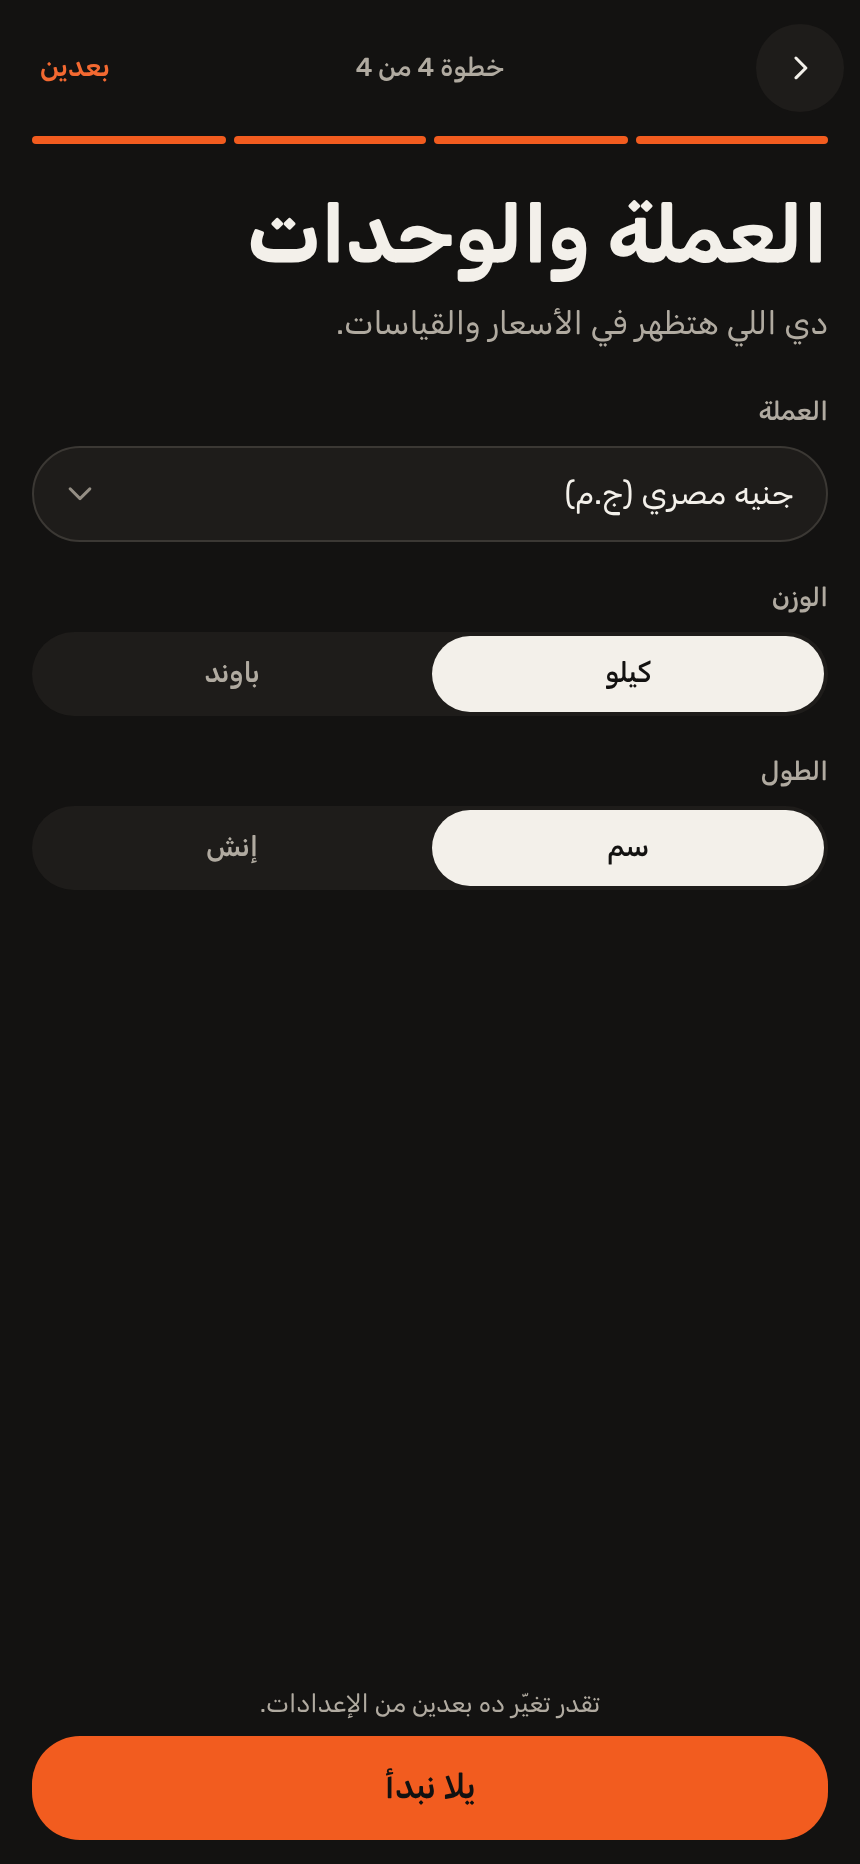 خطوة 4 من 4
بعدين
العملة والوحدات
دي اللي هتظهر في الأسعار والقياسات.
العملة
جنيه مصري (ج.م)
الوزن
كيلو
باوند
الطول
سم
إنش
تقدر تغيّر ده بعدين من الإعدادات.
يلا نبدأ